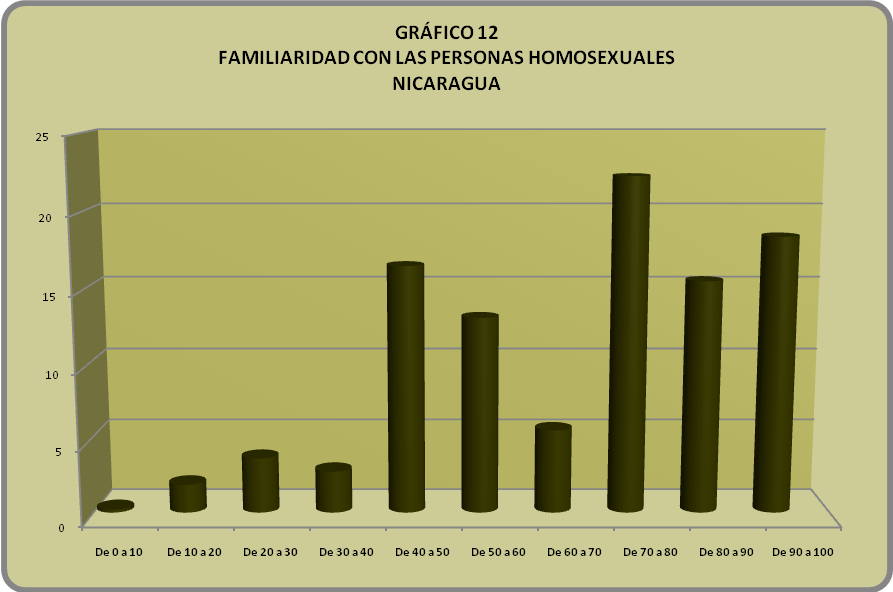 GRÁFICO 12
FAMILIARIDAD CON LAS PERSONAS HOMOSEXUALES
NICARAGUA
25
20
15
10
5
0
De 0 a 10 De 10 a 20 De 20 a 30 De 30 a 40 De 40 a 50 De 50 a 60 De 60 a 70 De 70 a 80 De 80 a 90 De 90 a 100